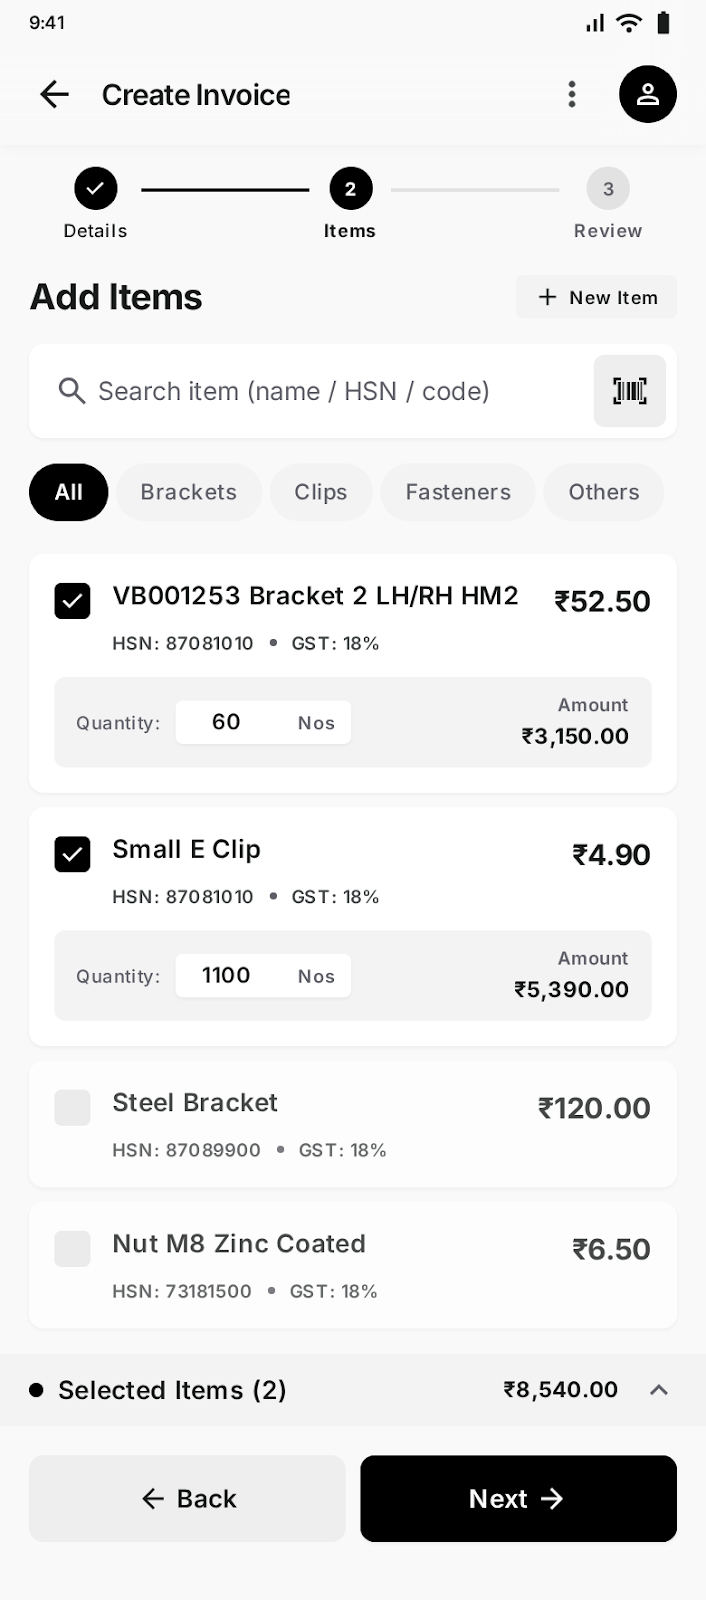 9:41
Create Invoice
2
3
Details
Items
Review
Add Items
+ New Item
Search item (name / HSN / code)
All
Brackets
Clips
Fasteners
Others
VB001253 Bracket 2 LH/RH HM2
₹52.50
HSN: 87081010 • GST: 18%
Amount
Quantity: 60 Nos
₹3,150.00
Small E Clip
₹4.90
HSN: 87081010 • GST: 18%
Amount
Quantity: 1100 Nos
₹5,390.00
Steel Bracket
₹120.00
HSN: 87089900 • GST: 18%
Nut M8 Zinc Coated
₹6.50
HSN: 73181500 • GST: 18%
Selected Items (2)
₹8,540.00
← Back
Next →